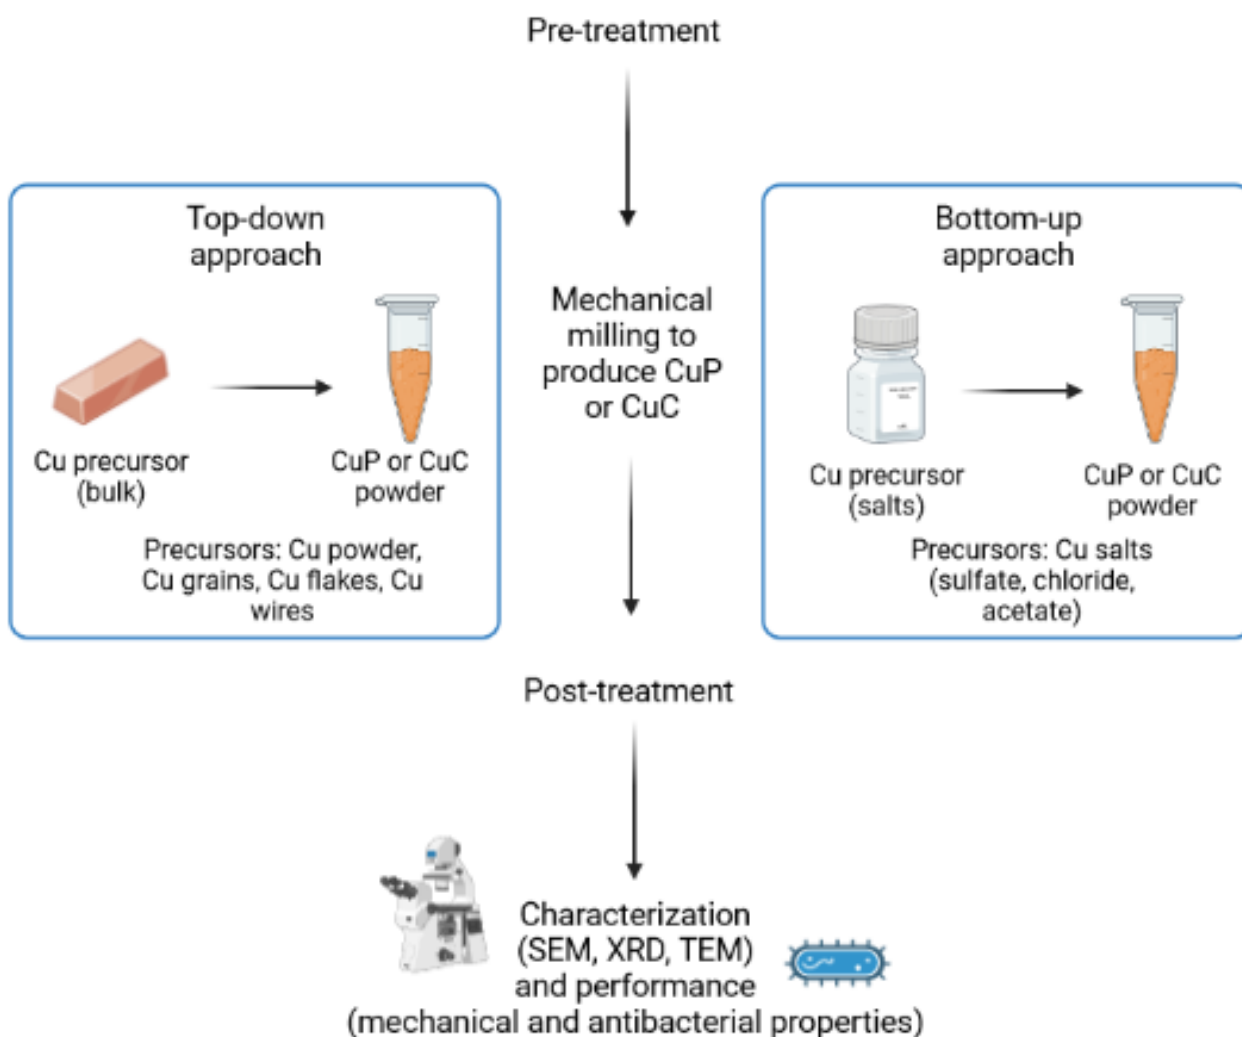 Pre-treatment
Top-down
approach
Cu precursor
(bulk)
CuP or CuC
powder
Precursors: Cu powder,
Cu grains, Cu flakes, Cu
wires
Mechanical
milling to
produce CuP
or CuC
Bottom-up
approach
Cu precursor
(salts)
CuP or CuC
powder
Precursors: Cu salts
(sulfate, chloride,
acetate)
Post-treatment
Characterization
(SEM, XRD, TEM)
and performance
(mechanical and antibacterial properties)